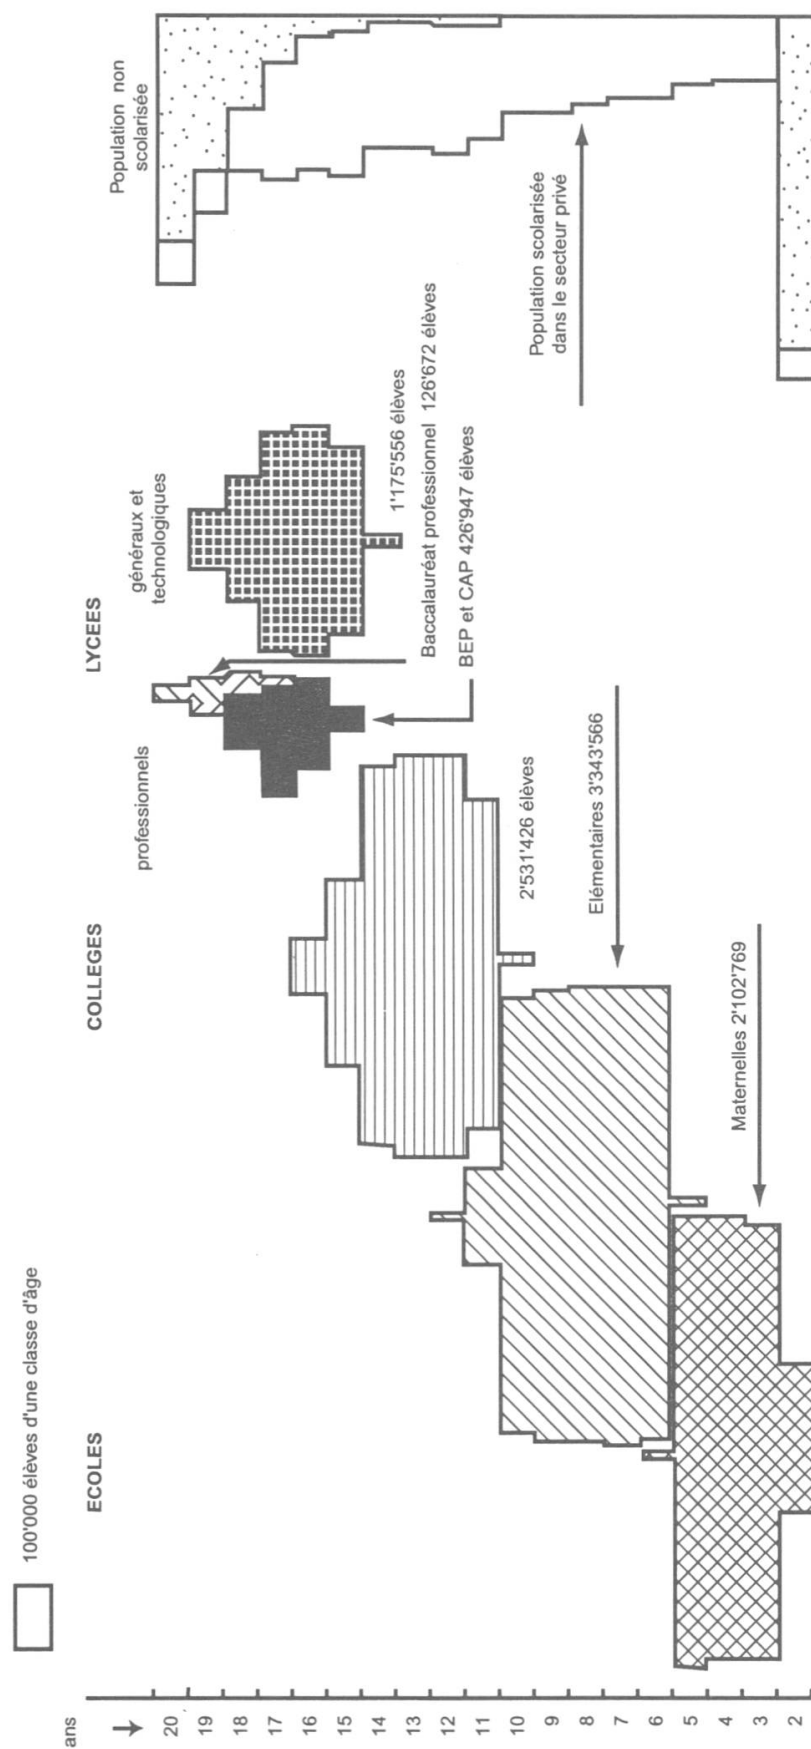 100'000 élèves d'une classe d'âge
ECOLES
COLLEGES
LYCEES
professionnels
généraux et
technologiques
Population non
scolarisée
1'175'556 élèves
Baccalauréat professionnel 126'672 élèves
BEP et CAP 426'947 élèves
2'531'426 élèves
Elémentaires 3'343'566
Maternelles 2'102'769
Population scolarisée
dans le secteur privé
ans
20
19
18
17
16
14
13
12
11
10
9
8
7
6
5
4
3
2